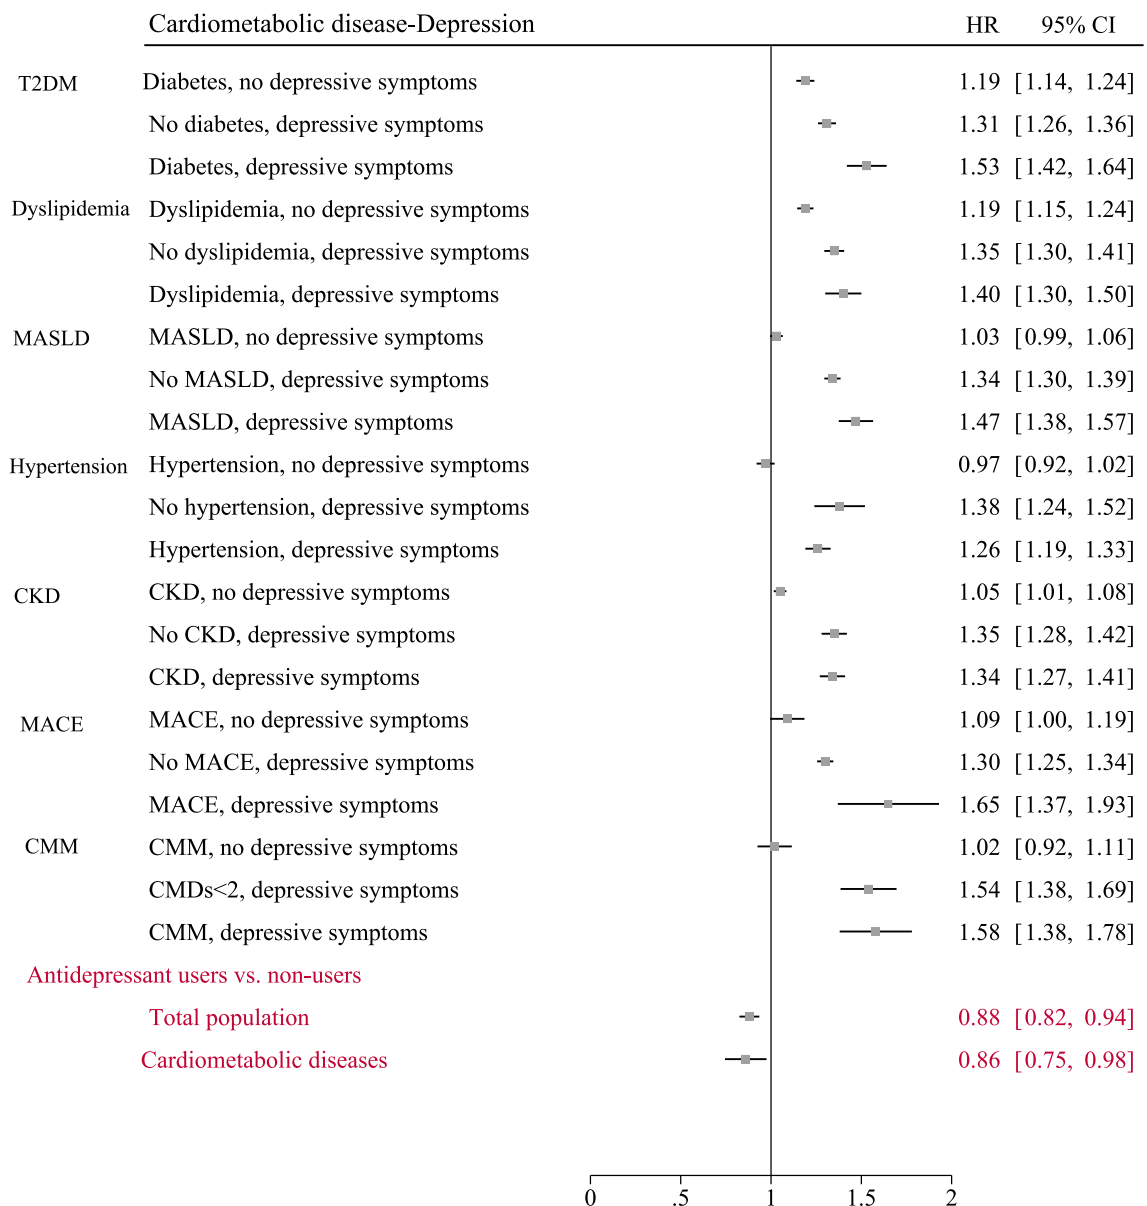 Cardiometabolic disease-Depression HR 95% CI
T2DM Diabetes, no depressive symptoms 1.19 [1.14, 1.24]
No diabetes, depressive symptoms 1.31 [1.26, 1.36]
Diabetes, depressive symptoms 1.53 [1.42, 1.64]
Dyslipidemia Dyslipidemia, no depressive symptoms 1.19 [1.15, 1.24]
No dyslipidemia, depressive symptoms 1.35 [1.30, 1.41]
Dyslipidemia, depressive symptoms 1.40 [1.30, 1.50]
MASLD MASLD, no depressive symptoms 1.03 [0.99, 1.06]
No MASLD, depressive symptoms 1.34 [1.30, 1.39]
MASLD, depressive symptoms 1.47 [1.38, 1.57]
Hypertension Hypertension, no depressive symptoms 0.97 [0.92, 1.02]
No hypertension, depressive symptoms 1.38 [1.24, 1.52]
Hypertension, depressive symptoms 1.26 [1.19, 1.33]
CKD CKD, no depressive symptoms 1.05 [1.01, 1.08]
No CKD, depressive symptoms 1.35 [1.28, 1.42]
CKD, depressive symptoms 1.34 [1.27, 1.41]
MACE MACE, no depressive symptoms 1.09 [1.00, 1.19]
No MACE, depressive symptoms 1.30 [1.25, 1.34]
MACE, depressive symptoms 1.65 [1.37, 1.93]
CMM CMM, no depressive symptoms 1.02 [0.92, 1.11]
CMDs<2, depressive symptoms 1.54 [1.38, 1.69]
CMM, depressive symptoms 1.58 [1.38, 1.78]
Antidepressant users vs. non-users
Total population 0.88 [0.82, 0.94]
Cardiometabolic diseases 0.86 [0.75, 0.98]
0 .5 1 1.5 2